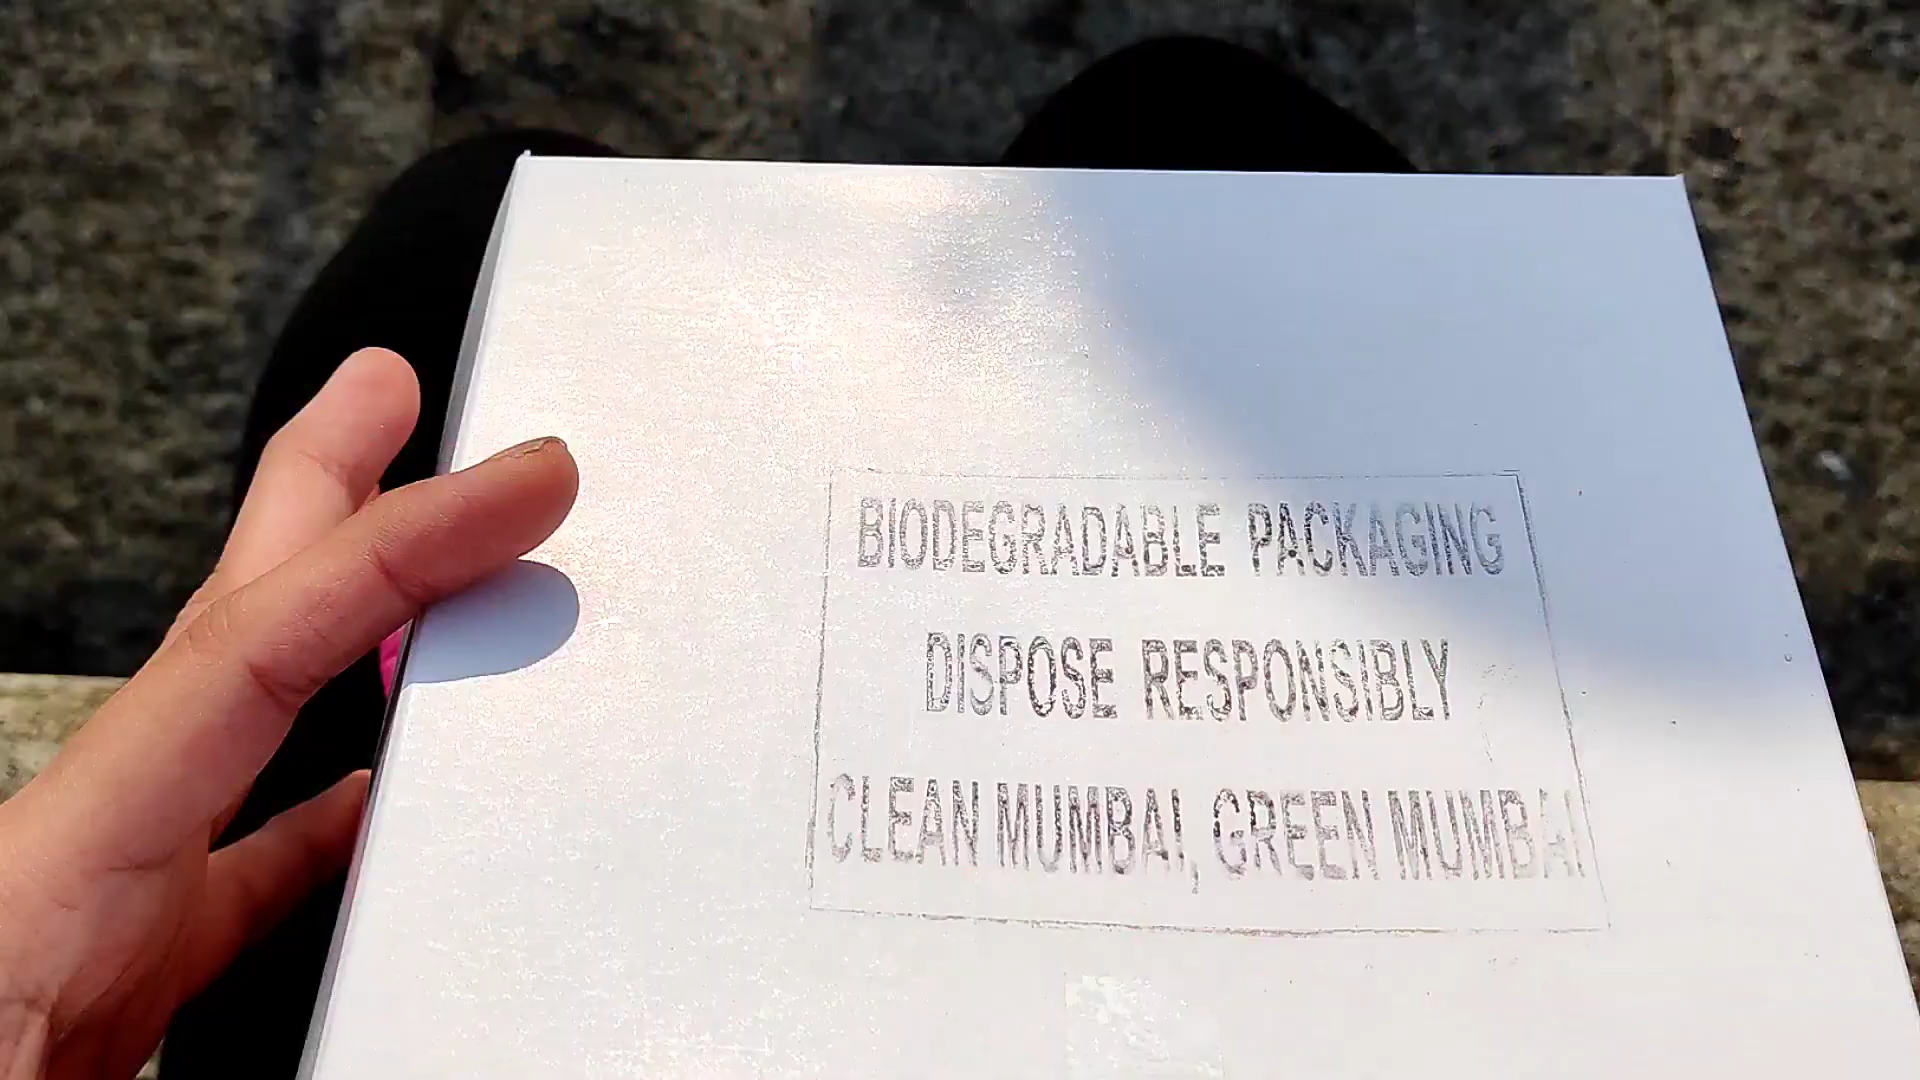 BIODEGRADABLE PACKAGING
DISPOSE RESPONSIBLY
CLEAN MUMBAI, GREEN MUMBAI